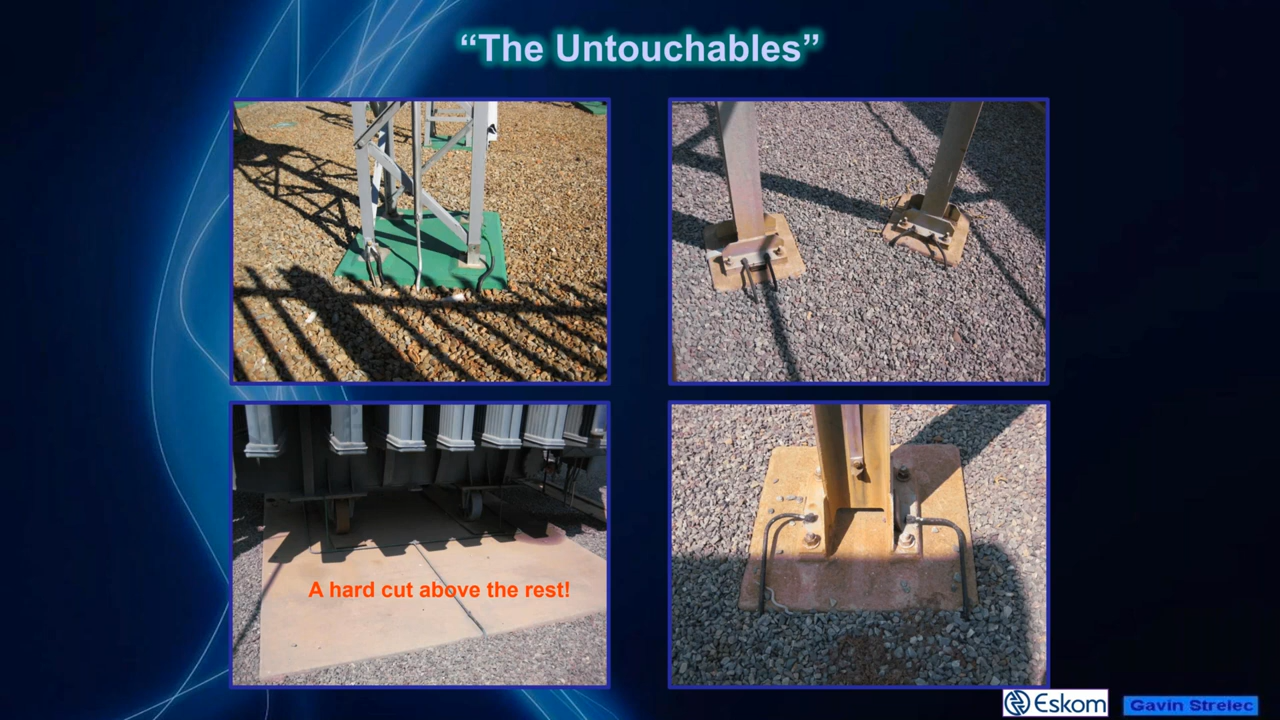 “The Untouchables”
A hard cut above the rest!
Eskom
Gavin Strelec